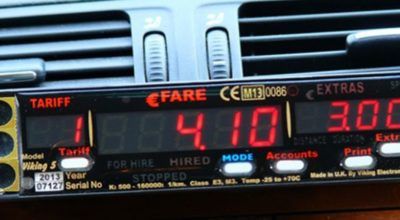 TARIFF €FARE CE M13 0086 EXTRAS
1 4.10 3.00
DISTANCE DURATION
Model Tariff FOR HIRE HIRED MODE Accounts Print Extra
Viking 5 STOPPED
2013 Year
07127 Serial No K: 500 - 160000: 1/km. Class E3, M3. Temp -25 to +70C Made in U.K. By Viking Electron